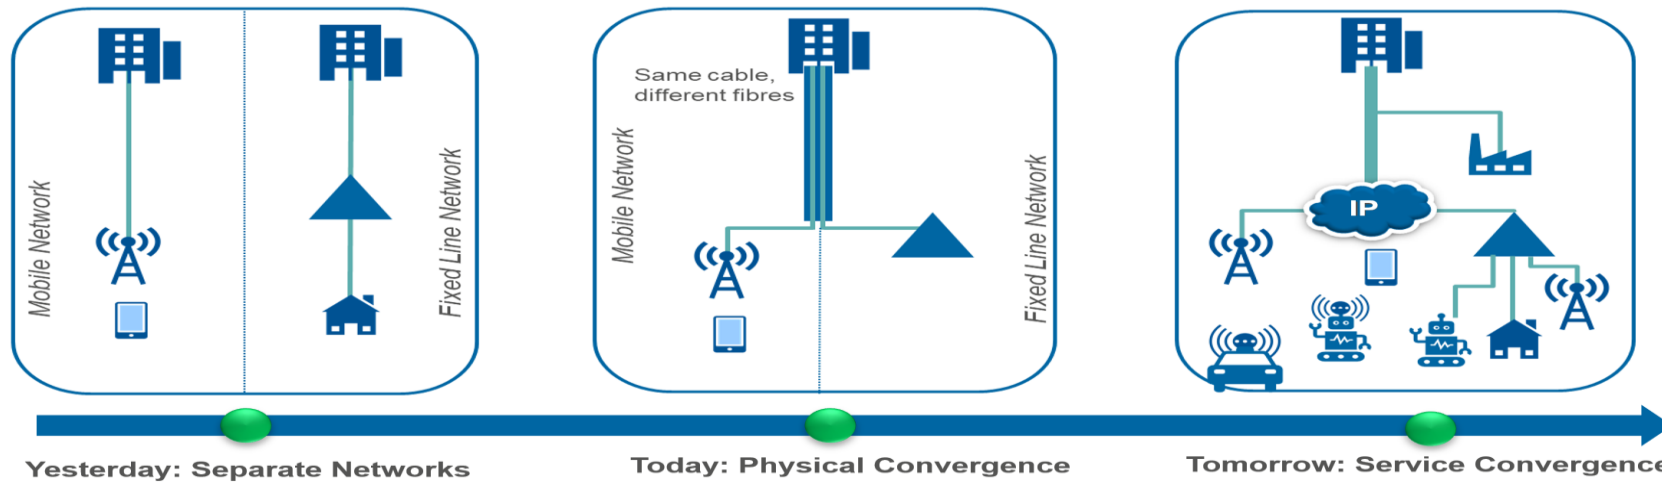 Mobile Network
Fixed Line Network
Same cable,
different fibres
Mobile Network
Fixed Line Network
IP
Yesterday: Separate Networks
Today: Physical Convergence
Tomorrow: Service Convergence